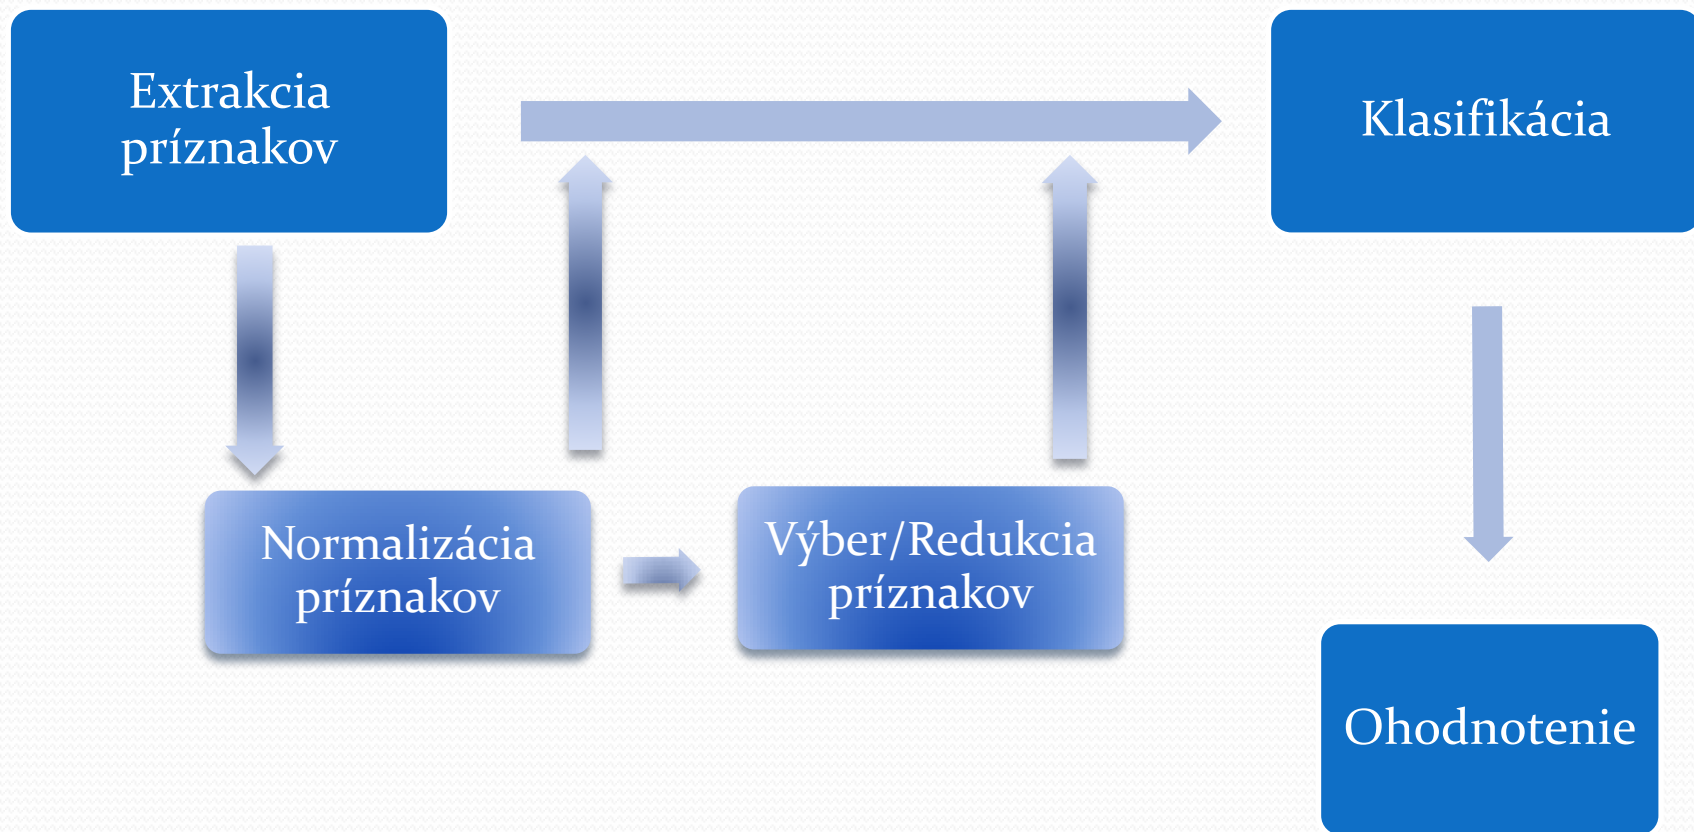 Extrakcia
príznakov
Klasifikácia
Normalizácia
príznakov
Výber/Redukcia
príznakov
Ohodnotenie